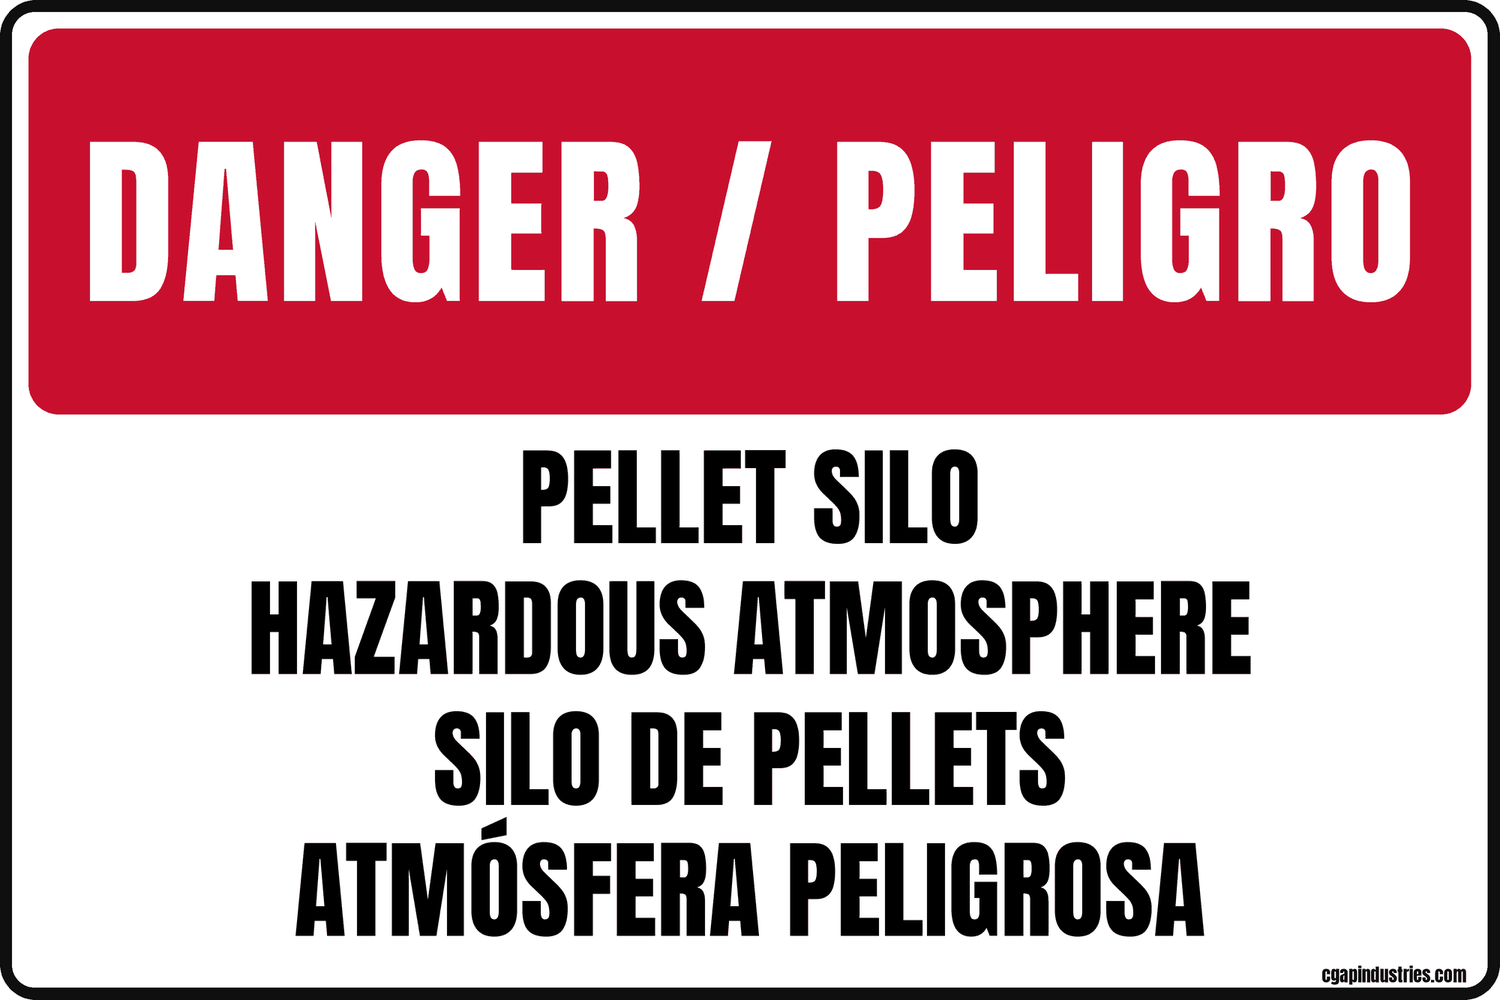 DANGER / PELIGRO
PELLET SILO
HAZARDOUS ATMOSPHERE
SILO DE PELLETS
ATMÓSFERA PELIGROSA
cgapindustries.com